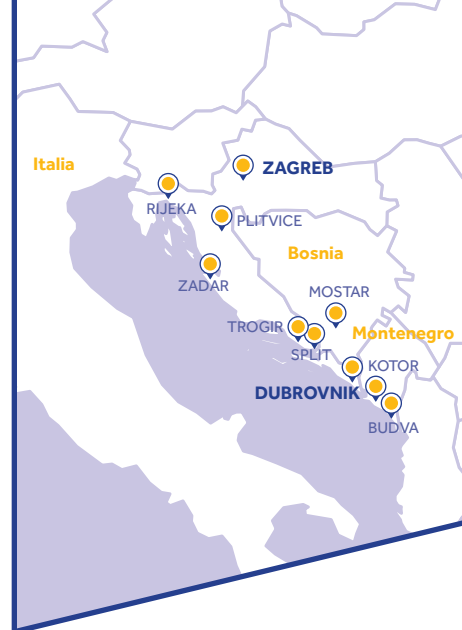 Italia
ZAGREB
RIJEKA
PLITVICE
Bosnia
ZADAR
MOSTAR
TROGIR
Montenegro
SPLIT
KOTOR
DUBROVNIK
BUDVA